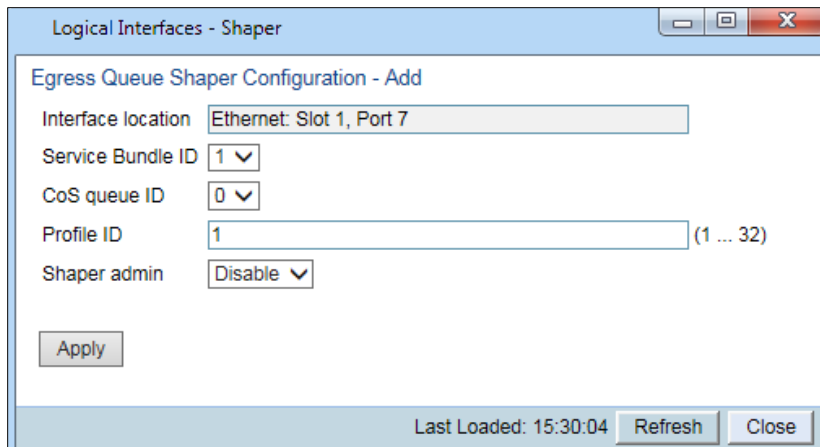 Logical Interfaces - Shaper
Egress Queue Shaper Configuration - Add
Interface location Ethernet: Slot 1, Port 7
Service Bundle ID 1
CoS queue ID 0
Profile ID 1 (1 ... 32)
Shaper admin Disable
Apply
Last Loaded: 15:30:04 Refresh Close